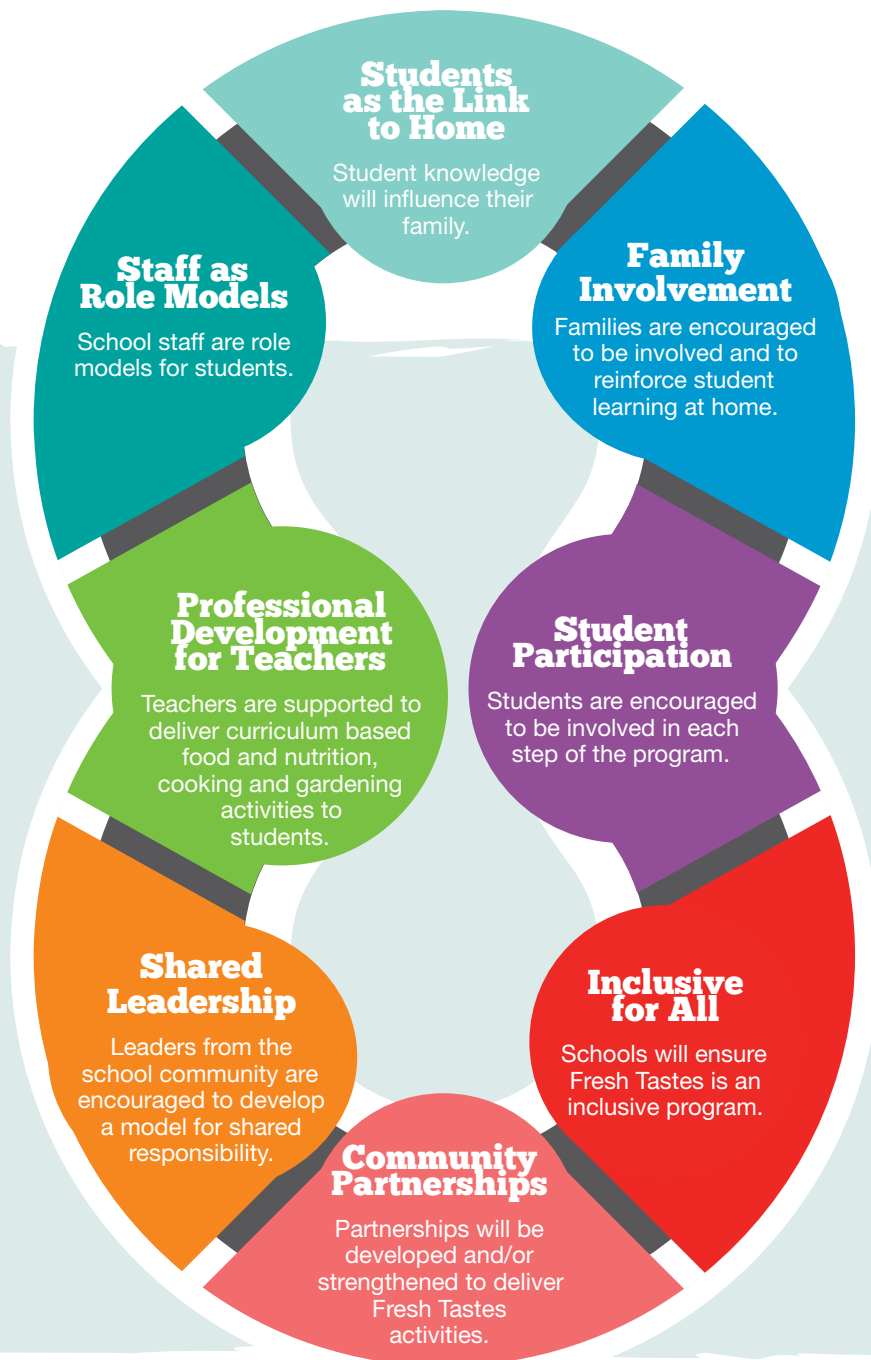 Students
as the Link
to Home
Student knowledge
will influence their
family.
Family
Involvement
Families are encouraged
to be involved and to
reinforce student
learning at home.
Staff as
Role Models
School staff are role
models for students.
Professional
Development
for Teachers
Teachers are supported to
deliver curriculum based
food and nutrition,
cooking and gardening
activities to
students.
Student
Participation
Students are encouraged
to be involved in each
step of the program.
Shared
Leadership
Leaders from the
school community are
encouraged to develop
a model for shared
responsibility.
Inclusive
for All
Schools will ensure
Fresh Tastes is an
inclusive program.
Community
Partnerships
Partnerships will be
developed and/or
strengthened to deliver
Fresh Tastes
activities.